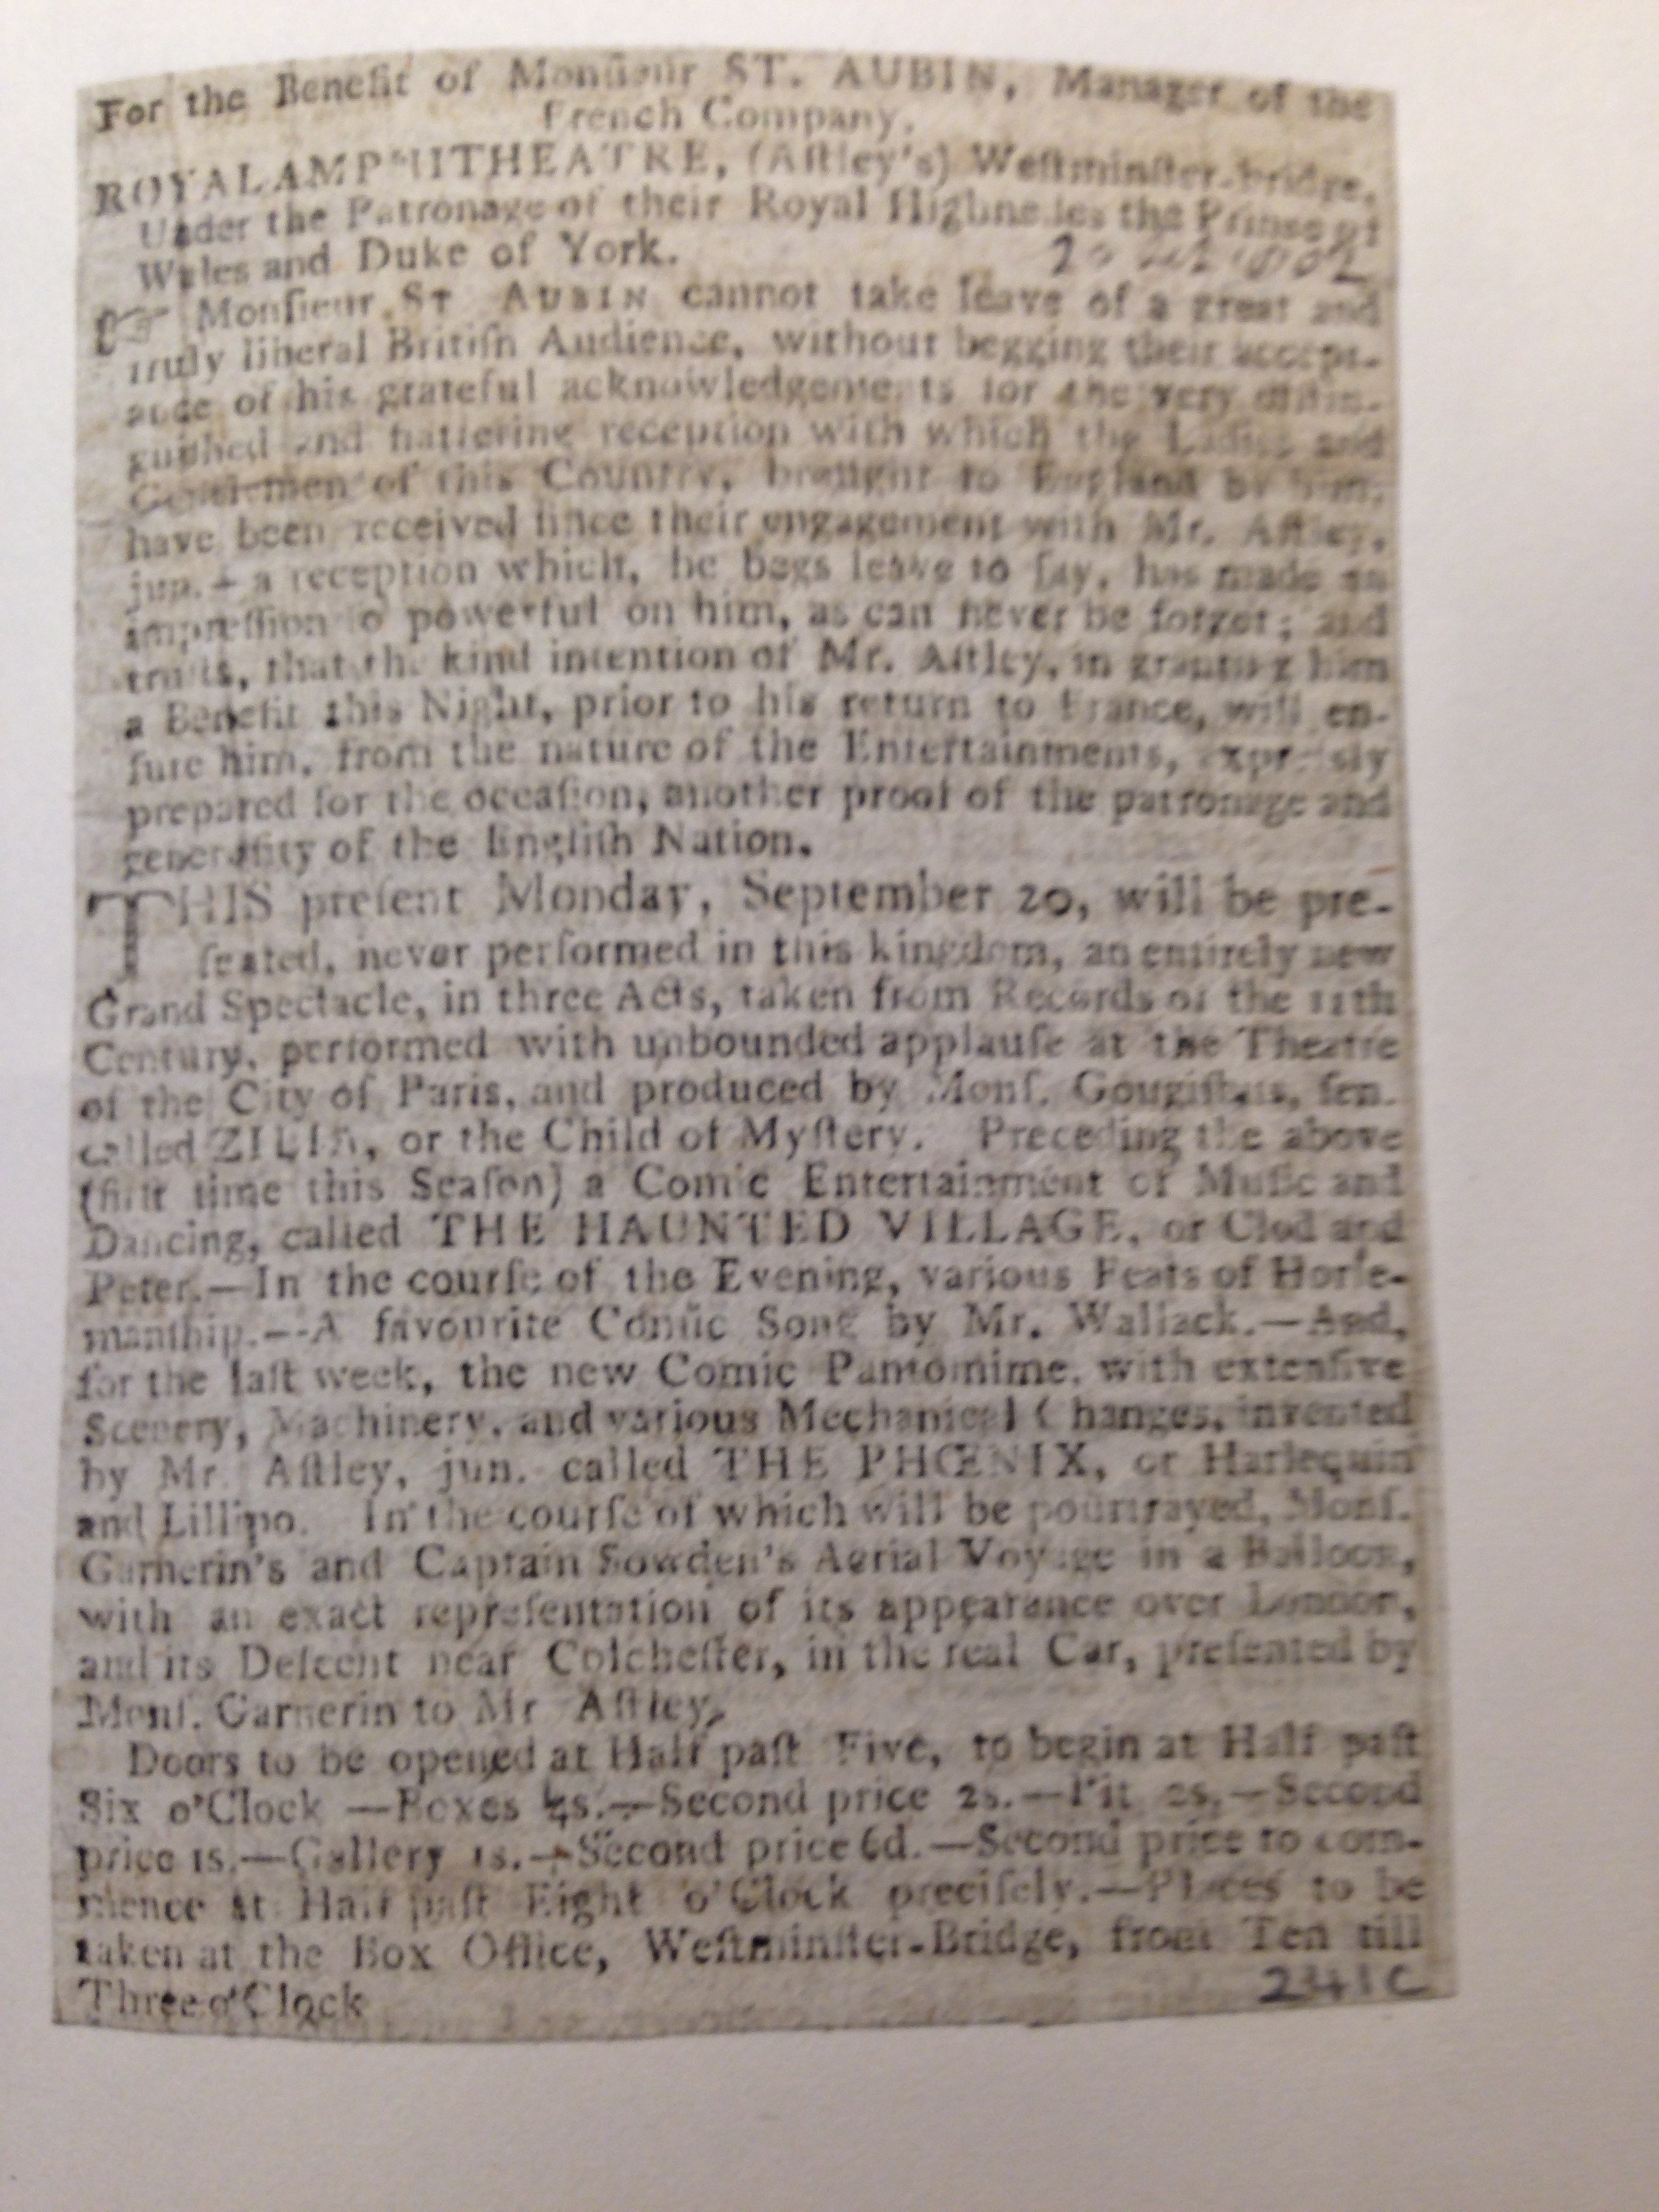 For the Benefit of Monſieur ST. AUBIN, Manager of the
French Company.
ROYAL AMPHITHEATRE, (Aſtley's) Weſtminſter-bridge,
Under the Patronage of their Royal Highneſſes the Prince of
Wales and Duke of York.
☞ Monſieur ST AUBIN cannot take leave of a great and
truly liberal Britiſh Audience, without begging their accept-
ance of his grateful acknowledgements for the very diſtin-
guiſhed and flattering reception with which the Ladies and
Gentlemen of this Country, brought to England by him,
have been received ſince their engagement with Mr. Aſtley,
jun.— a reception which, he begs leave to ſay, has made an
impreſſion ſo powerful on him, as can never be forgot; and
truſts, that the kind intention of Mr. Aſtley, in granting him
a Benefit this Night, prior to his return to France, will en-
ſure him, from the nature of the Entertainments, expreſsly
prepared for the occaſion, another proof of the patronage and
generoſity of the Engliſh Nation.
THIS preſent Monday, September 20, will be pre-
ſented, never performed in this kingdom, an entirely new
Grand Spectacle, in three Acts, taken from Records of the 11th
Century, performed with unbounded applauſe at the Theatre
of the City of Paris, and produced by Monſ. ſen.
called ZILIA, or the Child of Myſtery. Preceding the above
(firſt time this Seaſon) a Comic Entertainment of Muſic and
Dancing, called THE HAUNTED VILLAGE, or Clod and
Peter.—In the courſe of the Evening, various Feats of Horſe-
manſhip.—A favourite Comic Song by Mr. Wallack.—And,
for the laſt week, the new Comic Pantomime, with extenſive
Scenery, Machinery, and various Mechanical Changes, invented
by Mr. Aſtley, jun. called THE PHŒNIX, or Harlequin
and Lillipo. In the courſe of which will be pourtrayed, Monſ.
Garnerin's and Captain Sowden's Aerial Voyage in a Balloon,
with an exact repreſentation of its appearance over London,
and its Deſcent near Colcheſter, in the real Car, preſented by
Monſ. Garnerin to Mr Aſtley,
Doors to be opened at Half paſt Five, to begin at Half paſt
Six o'Clock —Boxes 4s.—Second price 2s.—Pit 2s.—Second
price 1s.—Gallery 1s.—Second price 6d.—Second price to com-
mence at Half paſt Eight o'Clock preciſely.—Places to be
taken at the Box Office, Weſtminſter-Bridge, from Ten till
Three o'Clock